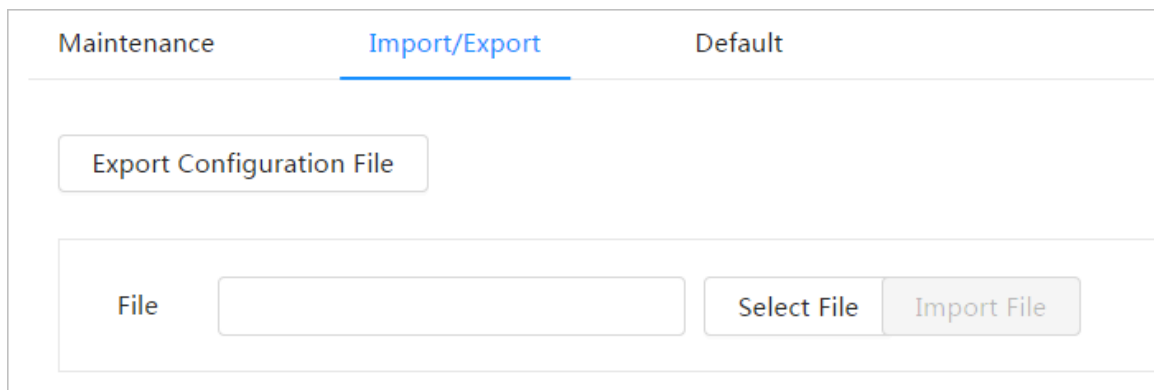 Maintenance Import/Export Default
Export Configuration File
File Select File Import File